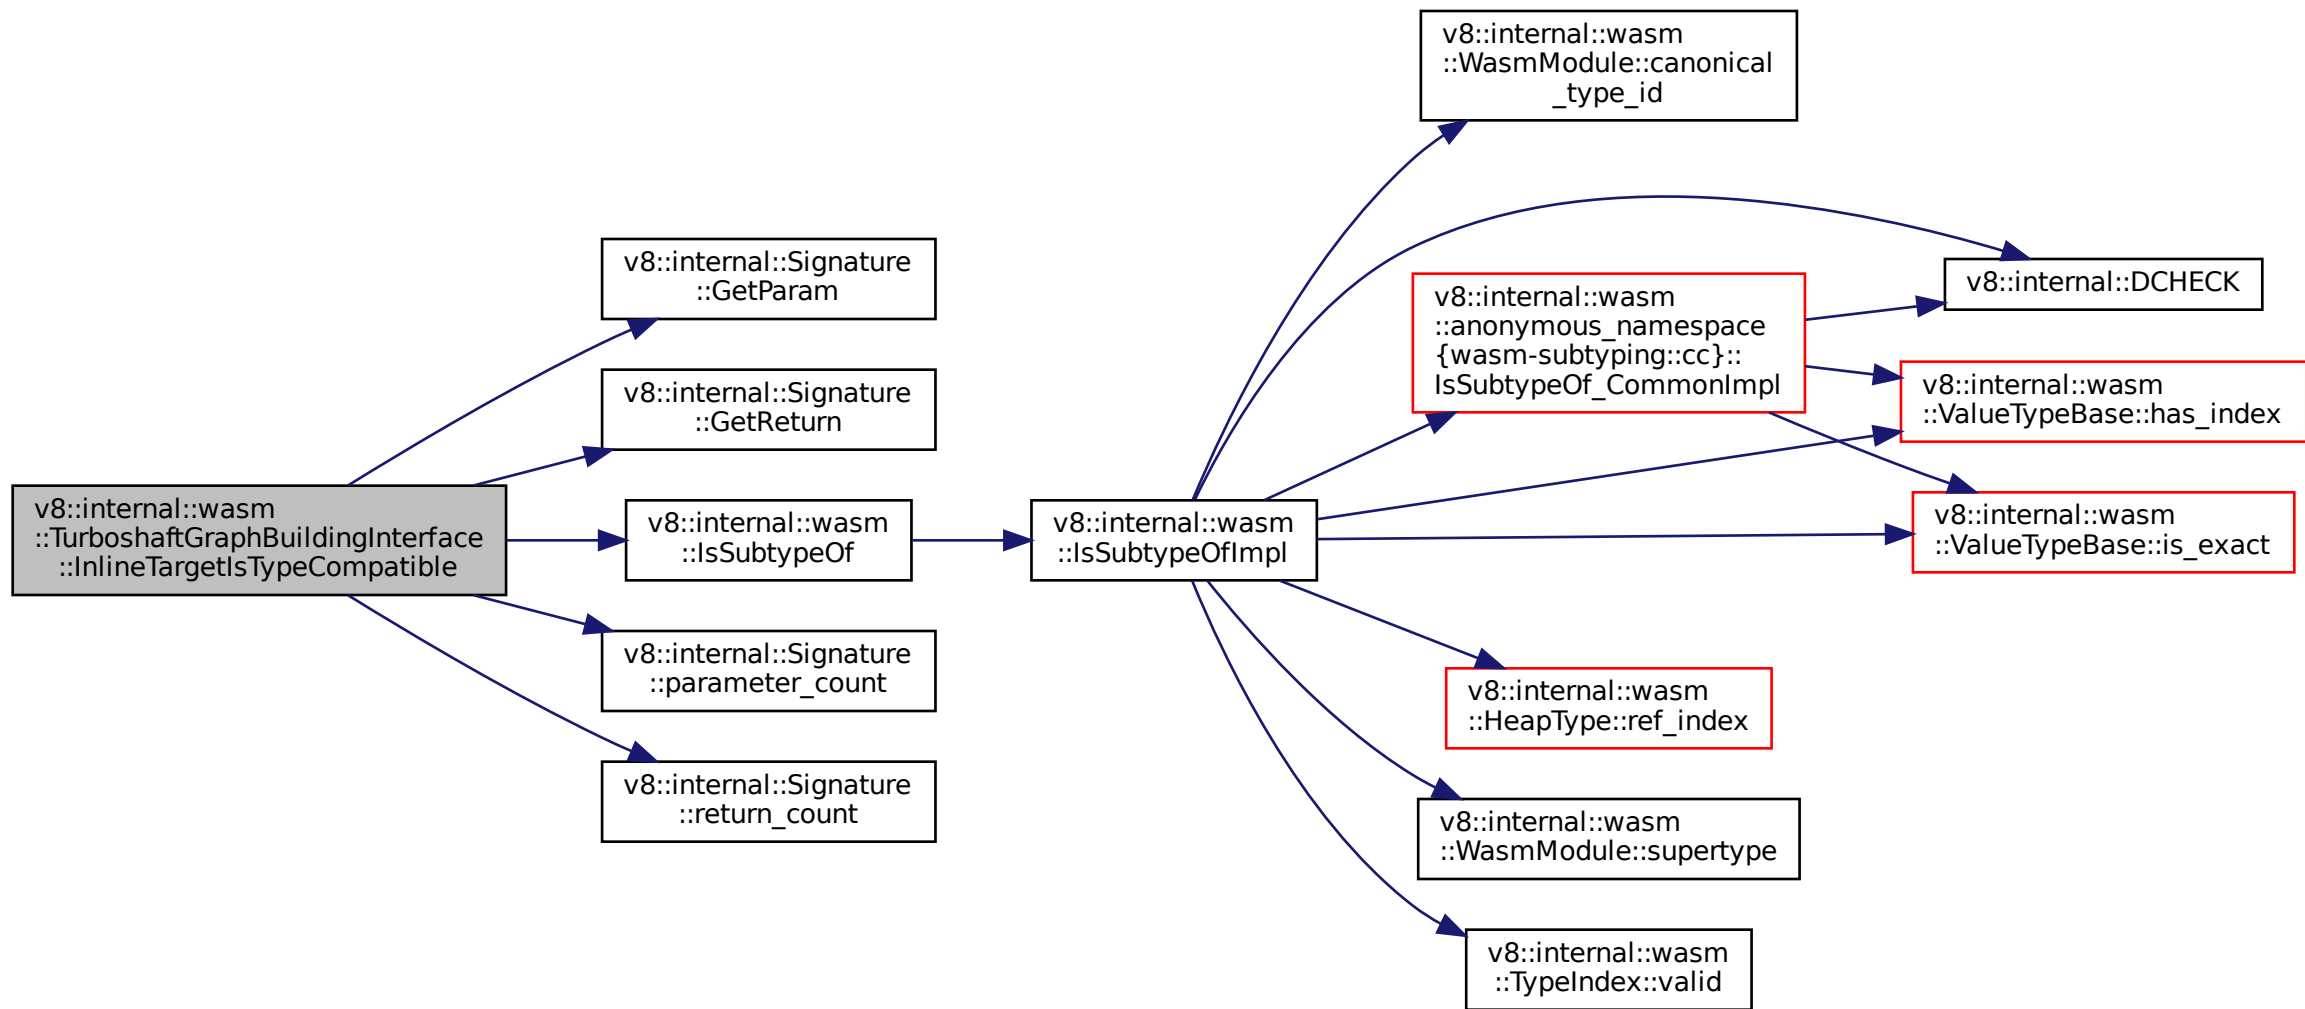 v8::internal::wasm
::TurboshaftGraphBuildingInterface
::InlineTargetIsTypeCompatible
v8::internal::Signature
::GetParam
v8::internal::Signature
::GetReturn
v8::internal::wasm
::IsSubtypeOf
v8::internal::Signature
::parameter_count
v8::internal::Signature
::return_count
v8::internal::wasm
::IsSubtypeOfImpl
v8::internal::wasm
::WasmModule::canonical
_type_id
v8::internal::wasm
::anonymous_namespace
{wasm-subtyping::cc}::
IsSubtypeOf_CommonImpl
v8::internal::DCHECK
v8::internal::wasm
::ValueTypeBase::has_index
v8::internal::wasm
::ValueTypeBase::is_exact
v8::internal::wasm
::HeapType::ref_index
v8::internal::wasm
::WasmModule::supertype
v8::internal::wasm
::TypeIndex::valid